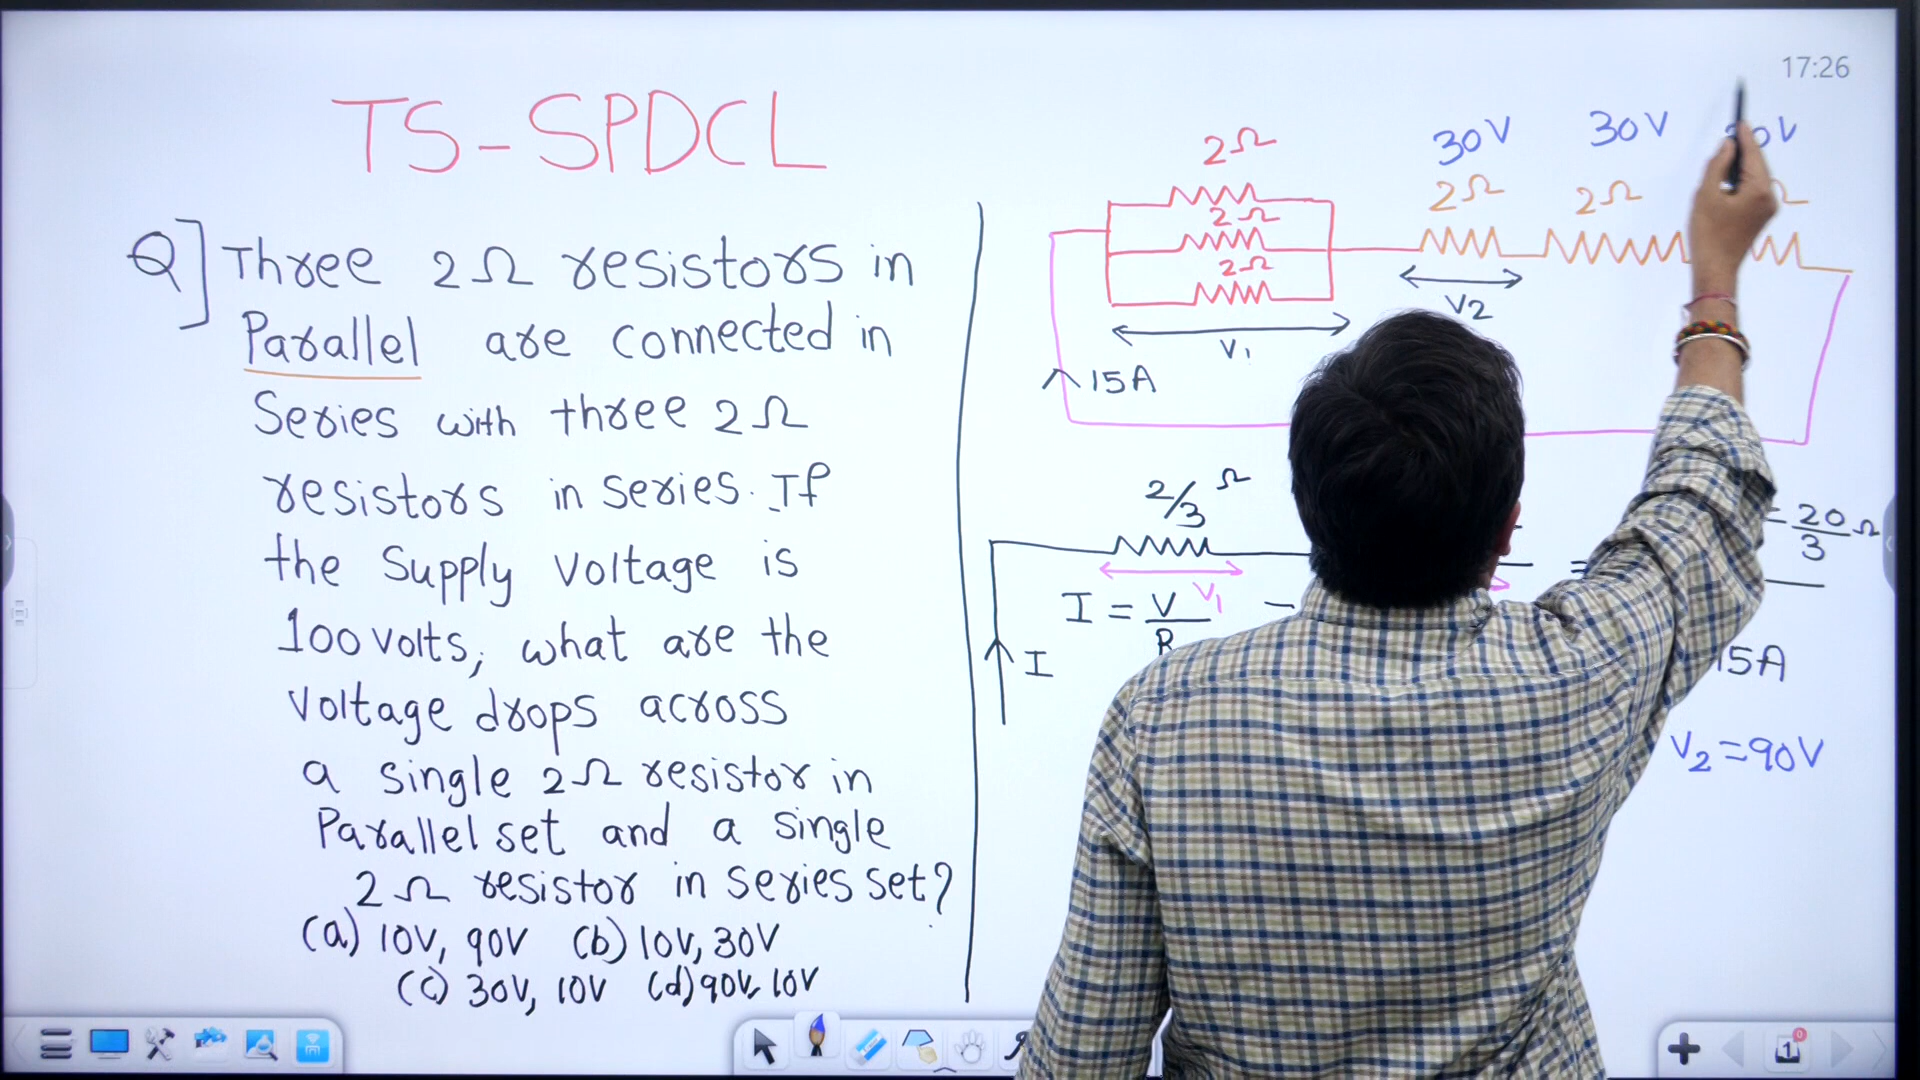 17:26
TS-SPDCL
Q] Three 2Ω resistors in
Parallel are connected in
Series with three 2Ω
resistors in series. If
the Supply Voltage is
100 volts, what are the
Voltage drops across
a single 2Ω resistor in
Parallel set and a single
2Ω resistor in series set?
(a) 10V, 90V (b) 10V, 30V
(c) 30V, 10V (d) 90V, 10V
30V 30V
2Ω 2Ω 2Ω
2Ω
2Ω
V1 V2
15A
2/3 Ω
V1
= 20/3 Ω
I = V/R
I
15A
V2 = 90V
1